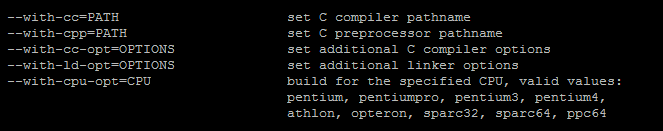 --with-cc=PATH                     set C compiler pathname
--with-cpp=PATH                    set C preprocessor pathname
--with-cc-opt=OPTIONS              set additional C compiler options
--with-ld-opt=OPTIONS              set additional linker options
--with-cpu-opt=CPU                 build for the specified CPU, valid values:
                                   pentium, pentiumpro, pentium3, pentium4,
                                   athlon, opteron, sparc32, sparc64, ppc64